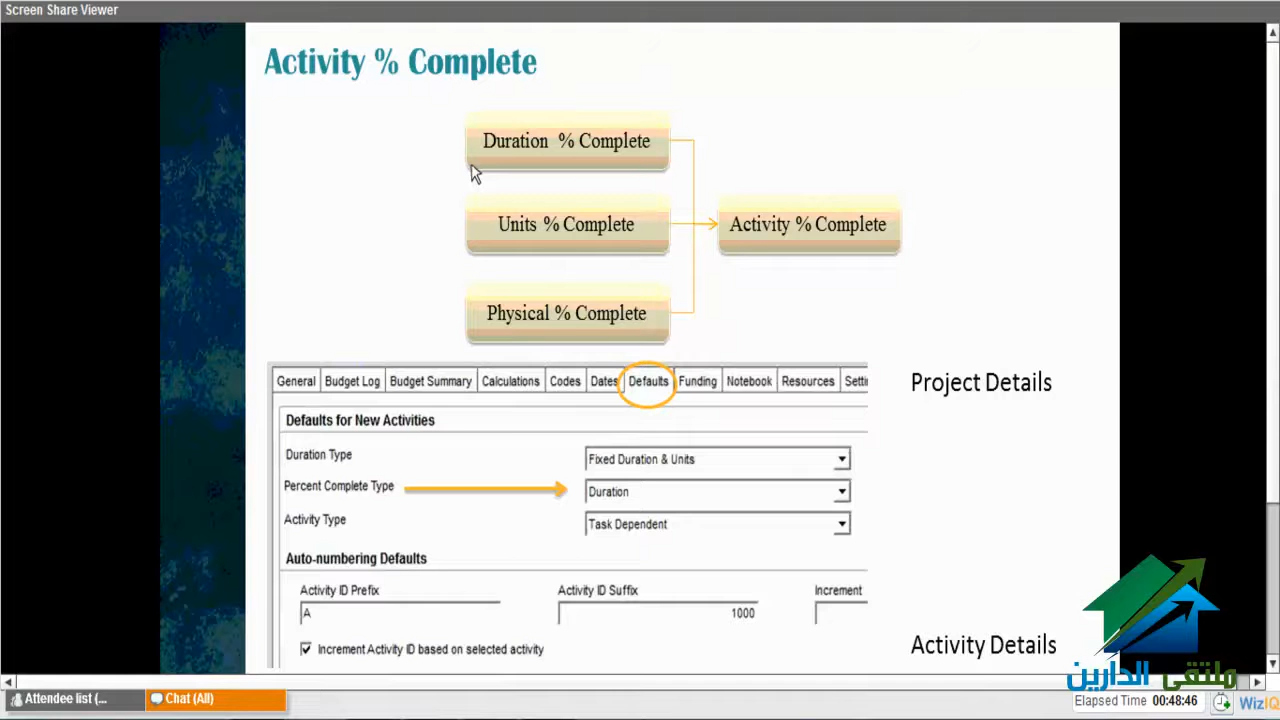 Screen Share Viewer
Activity % Complete
Duration % Complete
Units % Complete
Activity % Complete
Physical % Complete
General Budget Log Budget Summary Calculations Codes Dates Defaults Funding Notebook Resources Setti
Project Details
Defaults for New Activities
Duration Type Fixed Duration & Units
Percent Complete Type Duration
Activity Type Task Dependent
Auto-numbering Defaults
Activity ID Prefix Activity ID Suffix Increment
A 1000
Increment Activity ID based on selected activity
Activity Details
ملتقى الدارين
Attendee list (... Chat (All) Elapsed Time 00:48:46 WizIQ